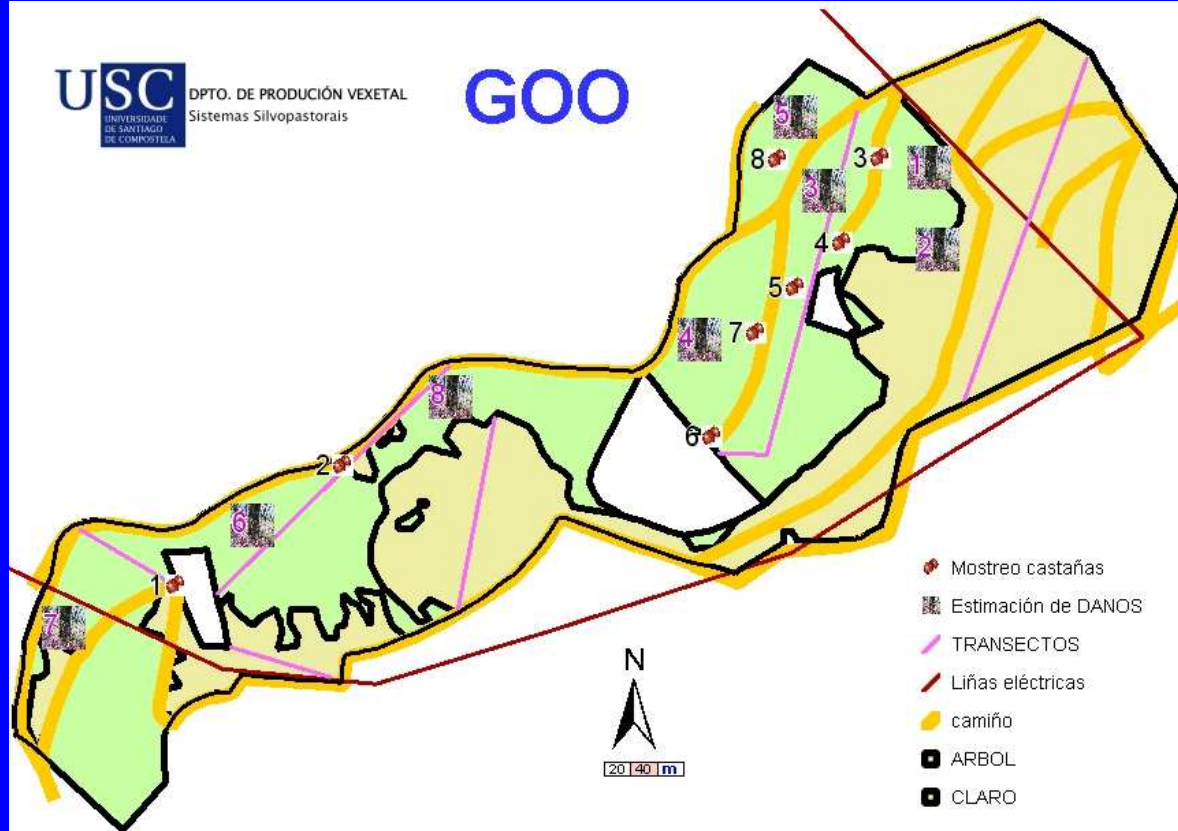 USC
UNIVERSIDADE
DE SANTIAGO
DE COMPOSTELA
DPTO. DE PRODUCIÓN VEXETAL
Sistemas Silvopastorais
GOO
5
8
3
1
3
4
2
5
4
7
8
6
2
6
1
7
Mostreo castañas
Estimación de DANOS
TRANSECTOS
Liñas eléctricas
camiño
ARBOL
CLARO
N
20 40 m